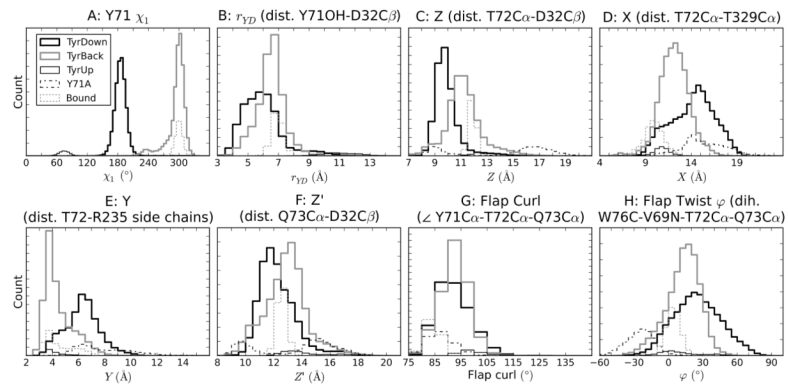 A: Y71 χ1
B: rYD (dist. Y71OH-D32Cβ)
C: Z (dist. T72Cα-D32Cβ)
D: X (dist. T72Cα-T329Cα)
TyrDown
TyrBack
TyrUp
Y71A
Bound
Count
0 60 120 180 240 300
3 5 7 9 11 13
7 9 11 13 15 17 19
4 9 14 19
χ1 (°)
rYD (Å)
Z (Å)
X (Å)
E: Y
(dist. T72-R235 side chains)
F: Z'
(dist. Q73Cα-D32Cβ)
G: Flap Curl
(∠ Y71Cα-T72Cα-Q73Cα)
H: Flap Twist φ (dih.
W76C-V69N-T72Cα-Q73Cα)
Count
2 4 6 8 10 12 14
8 10 12 14 16 18 20
75 85 95 105 115 125 135
−60 −30 0 30 60 90
Y (Å)
Z' (Å)
Flap curl (°)
φ (°)